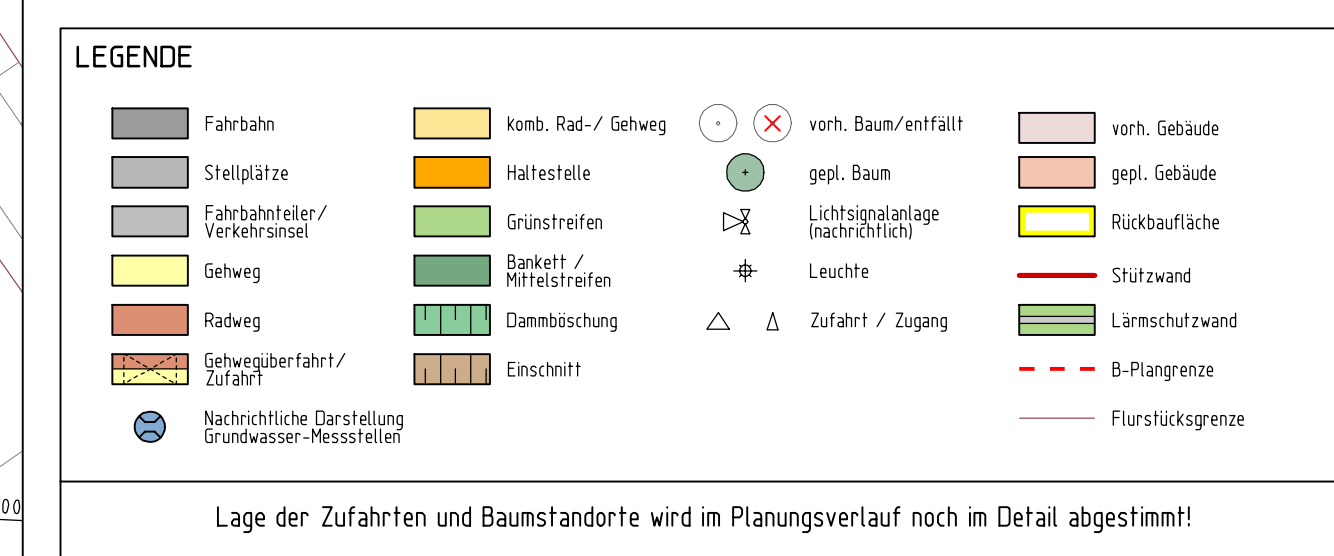 LEGENDE
Fahrbahn
Stellplätze
Fahrbahnteiler/
Verkehrsinsel
Gehweg
Radweg
Gehwegüberfahrt/
Zufahrt
Nachrichtliche Darstellung
Grundwasser-Messstellen
komb. Rad-/ Gehweg
Haltestelle
Grünstreifen
Bankett /
Mittelstreifen
Dammböschung
Einschnitt
vorh. Baum/entfällt
gepl. Baum
Lichtsignalanlage
(nachrichtlich)
Leuchte
Zufahrt / Zugang
vorh. Gebäude
gepl. Gebäude
Rückbaufläche
Stützwand
Lärmschutzwand
B-Plangrenze
Flurstücksgrenze
00
Lage der Zufahrten und Baumstandorte wird im Planungsverlauf noch im Detail abgestimmt!